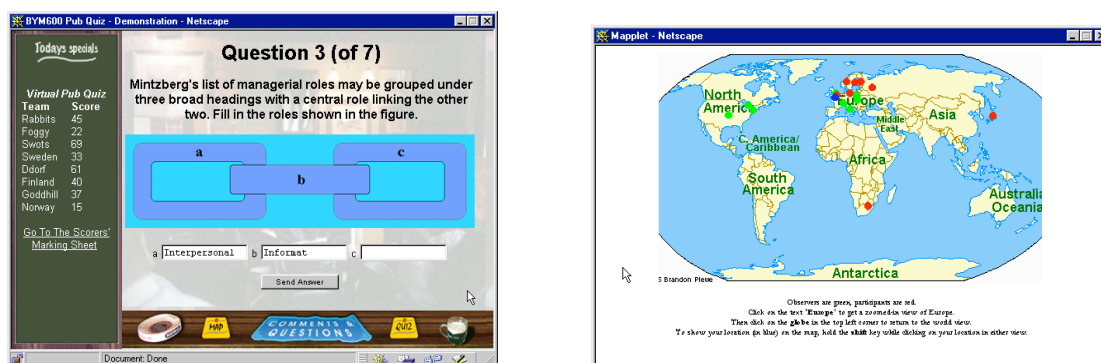 BYM600 Pub Quiz - Demonstration - Netscape
Todays specials
Virtual Pub Quiz
Team Score
Rabbits 45
Foggy 22
Swots 69
Sweden 33
Ddorf 61
Finland 40
Goddhill 37
Norway 15
Go To The Scorers'
Marking Sheet
Question 3 (of 7)
Mintzberg's list of managerial roles may be grouped under
three broad headings with a central role linking the other
two. Fill in the roles shown in the figure.
a
c
b
a Interpersonal b Informat c
Send Answer
MAP
COMMENTS &
QUESTIONS
QUIZ
Document: Done
Mapplet - Netscape
North
America
Europe
Asia
Middle
East
C. America/
Caribbean
Africa
South
America
Australia
Oceania
Antarctica
Brandon Plewe
Observers are green, participants are red.
Click on the text "Europe" to get a zoomed-in view of Europe.
Then click on the globe in the top left corner to return to the world view.
To show your location (in blue) on the map, hold the shift key while clicking on your location in either view.